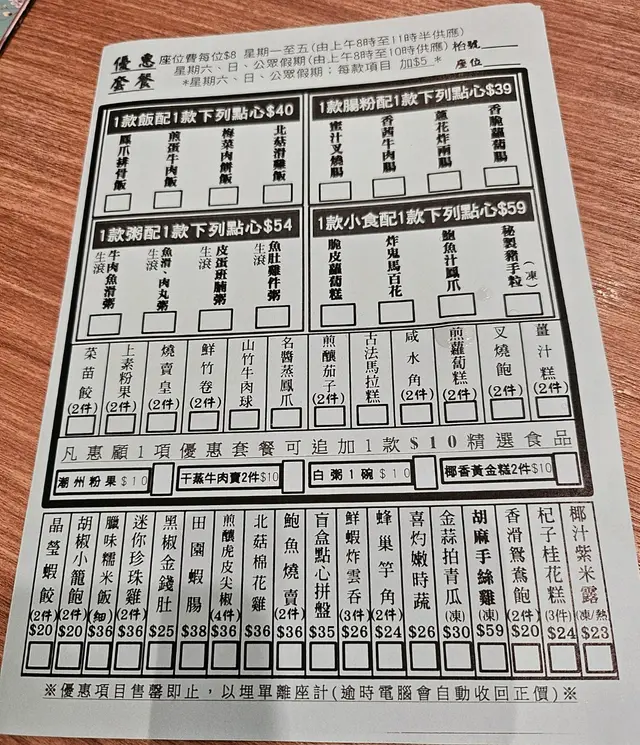 優惠套餐
座位費每位$8 星期一至五(由上午8時至11時半供應)
星期六、日、公眾假期(由上午8時至10時供應)
*星期六、日、公眾假期：每款項目 加$5 *
枱號
座位
1款飯配1款下列點心$40
鳳爪排骨飯
煎蛋牛肉飯
梅菜肉餅飯
北菇滑雞飯
1款腸粉配1款下列點心$39
蜜汁叉燒腸
香茜牛肉腸
蔥花炸兩腸
香脆蘿蔔腸
1款粥配1款下列點心$54
生滾牛肉魚滑粥
生滾魚滑、肉丸粥
生滾皮蛋班腩粥
生滾魚肚雞件粥
1款小食配1款下列點心$59
脆皮蘿蔔糕
炸鬼馬百花
鮑魚汁鳳爪
秘製豬手粒(凍)
菜苗餃(2件)
上素粉果(2件)
燒賣皇(2件)
鮮竹卷(2件)
山竹牛肉球
名醬蒸鳳爪
煎釀茄子(2件)
古法馬拉糕
咸水角(2件)
煎蘿蔔糕(2件)
叉燒飽(2件)
薑汁糕(2件)
凡惠顧1項優惠套餐可追加1款$10精選食品
潮州粉果$10
干蒸牛肉賣2件$10
白粥1碗$10
椰香黃金糕2件$10
晶瑩蝦餃(2件)$20
胡椒小籠飽(2件)$20
臘味糯米飯(細)$36
迷你珍珠雞(2件)$36
黑椒金錢肚$25
田園蝦腸$38
煎釀虎皮尖椒(4件)$36
北菇棉花雞$36
鮑魚燒賣(2件)$36
盲盒點心拼盤$35
鮮蝦炸雲吞(3件)$26
蜂巢芋角(2件)$24
喜灼嫩時蔬$26
金蒜拍青瓜(凍)$30
胡麻手絲雞(凍)$59
香滑鴛鴦飽(2件)$20
杞子桂花糕(3件)$24
椰汁紫米露(凍/熱)$23
※優惠項目售罄即止，以埋單離座計(逾時電腦會自動收回正價)※